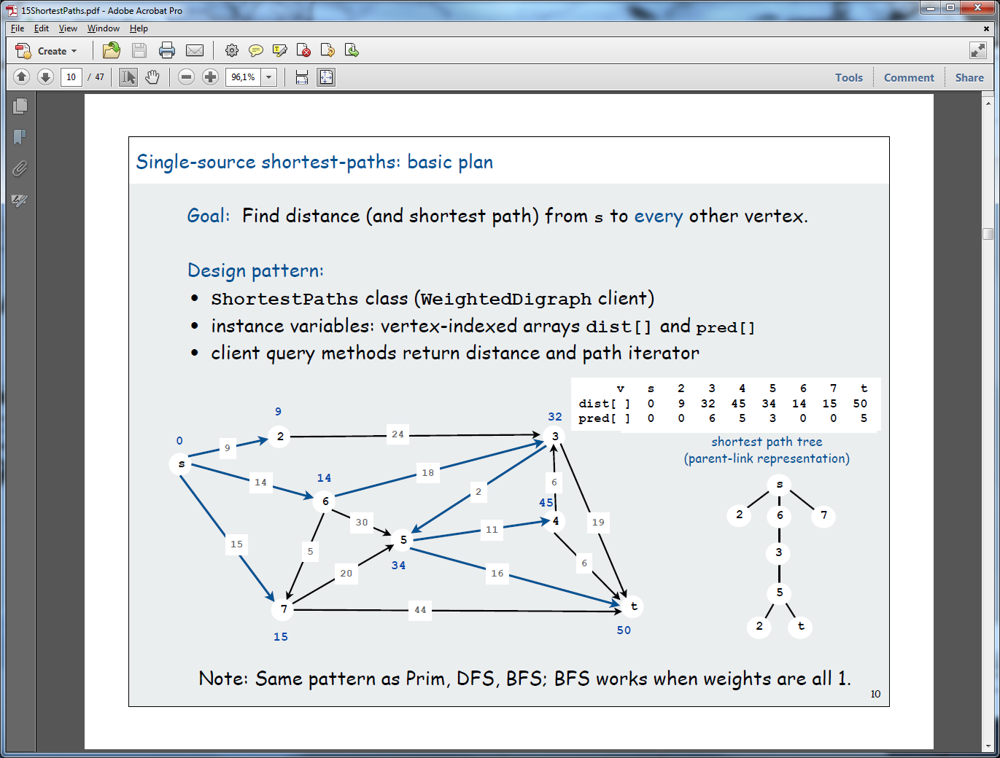 15ShortestPaths.pdf - Adobe Acrobat Pro
File Edit View Window Help
Create
10 / 47 96,1% Tools Comment Share
Single-source shortest-paths: basic plan
Goal: Find distance (and shortest path) from s to every other vertex.
Design pattern:
• ShortestPaths class (WeightedDigraph client)
• instance variables: vertex-indexed arrays dist[] and pred[]
• client query methods return distance and path iterator
v s 2 3 4 5 6 7 t
dist[ ] 0 9 32 45 34 14 15 50
pred[ ] 0 0 6 5 3 0 0 5
shortest path tree
(parent-link representation)
9
32
0
2
24
3
9
s
18
14
14
6
2
6
45
30
4
11
19
5
15
5
34
20
16
6
7
44
t
15
50
s
2 6 7
3
5
2 t
Note: Same pattern as Prim, DFS, BFS; BFS works when weights are all 1.
10